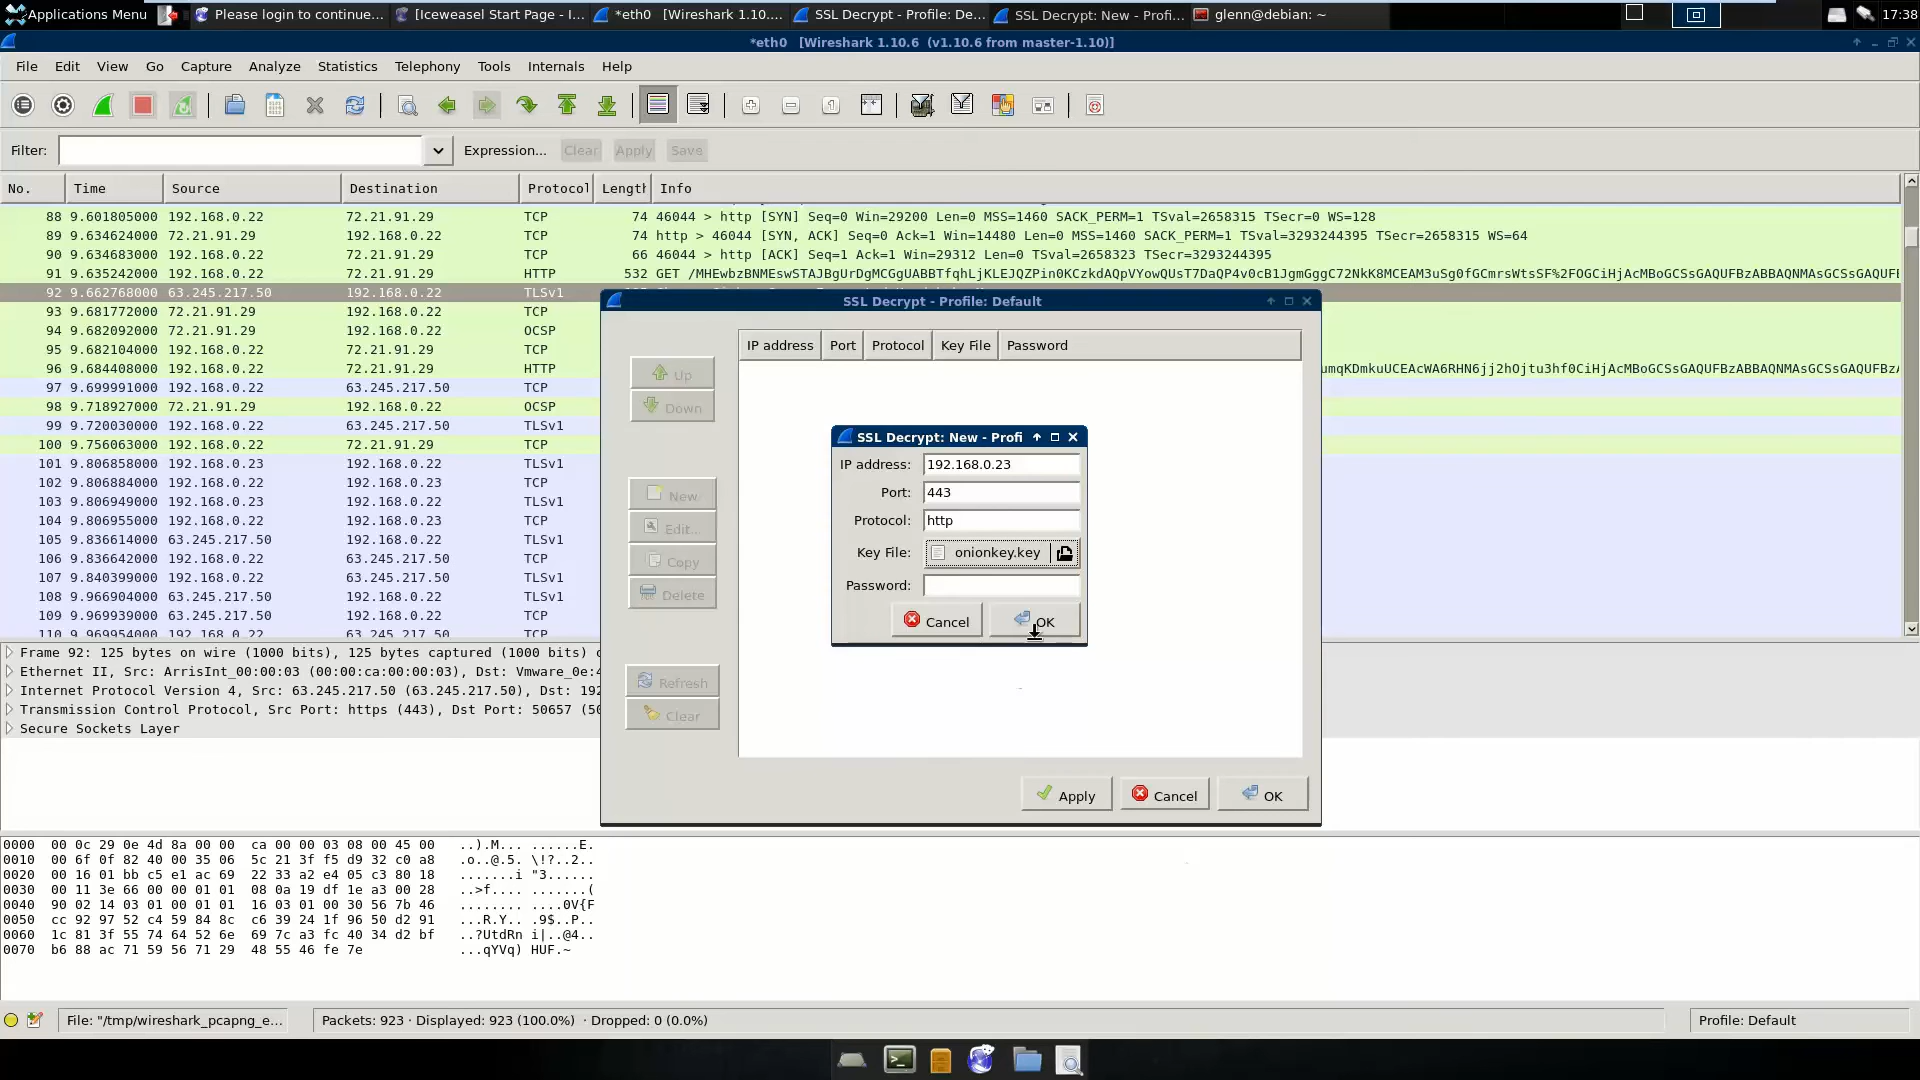 Applications Menu
Please login to continue...
[Iceweasel Start Page - I...
*eth0   [Wireshark 1.10....
SSL Decrypt - Profile: De...
SSL Decrypt: New - Profi...
glenn@debian: ~
17:38
*eth0   [Wireshark 1.10.6  (v1.10.6 from master-1.10)]
File Edit View Go Capture Analyze Statistics Telephony Tools Internals Help
Filter: Expression... Clear Apply Save
No. Time Source Destination Protocol Length Info
88 9.601805000 192.168.0.22 72.21.91.29 TCP 74 46044 > http [SYN] Seq=0 Win=29200 Len=0 MSS=1460 SACK_PERM=1 TSval=2658315 TSecr=0 WS=128
89 9.634624000 72.21.91.29 192.168.0.22 TCP 74 http > 46044 [SYN, ACK] Seq=0 Ack=1 Win=14480 Len=0 MSS=1460 SACK_PERM=1 TSval=3293244395 TSecr=2658315 WS=64
90 9.634683000 192.168.0.22 72.21.91.29 TCP 66 46044 > http [ACK] Seq=1 Ack=1 Win=29312 Len=0 TSval=2658323 TSecr=3293244395
91 9.635242000 192.168.0.22 72.21.91.29 HTTP 532 GET /MHEwbzBNMEswSTAJBgUrDgMCGgUABBTfqhLjKLEJQZPin0KCzkdAQpVYowQUsT7DaQP4v0cB1JgmGggC72NkK8MCEAM3uSg0fGCmrsWtsSF%2FOGCiHjAcMBoGCSsGAQUFBzABBAQNMAsGCSsGAQUFE
92 9.662768000 63.245.217.50 192.168.0.22 TLSv1
93 9.681772000 72.21.91.29 192.168.0.22 TCP
94 9.682092000 72.21.91.29 192.168.0.22 OCSP
95 9.682104000 192.168.0.22 72.21.91.29 TCP
96 9.684408000 192.168.0.22 72.21.91.29 HTTP umqKDmkuUCEAcWA6RHN6jj2hOjtu3hf0CiHjAcMBoGCSsGAQUFBzABBAQNMAsGCSsGAQUFBzA
97 9.699991000 192.168.0.22 63.245.217.50 TCP
98 9.718927000 72.21.91.29 192.168.0.22 OCSP
99 9.720030000 192.168.0.22 63.245.217.50 TLSv1
100 9.756063000 192.168.0.22 72.21.91.29 TCP
101 9.806858000 192.168.0.23 192.168.0.22 TLSv1
102 9.806884000 192.168.0.22 192.168.0.23 TCP
103 9.806949000 192.168.0.23 192.168.0.22 TLSv1
104 9.806955000 192.168.0.22 192.168.0.23 TCP
105 9.836614000 63.245.217.50 192.168.0.22 TLSv1
106 9.836642000 192.168.0.22 63.245.217.50 TCP
107 9.840399000 192.168.0.22 63.245.217.50 TLSv1
108 9.966904000 63.245.217.50 192.168.0.22 TLSv1
109 9.969939000 63.245.217.50 192.168.0.22 TCP
110 9.969954000 192.168.0.22 63.245.217.50 TCP
SSL Decrypt - Profile: Default
IP address Port Protocol Key File Password
Up
Down
New
Edit..
Copy
Delete
Refresh
Clear
Apply Cancel OK
SSL Decrypt: New - Profi
IP address: 192.168.0.23
Port: 443
Protocol: http
Key File: onionkey.key
Password:
Cancel OK
Frame 92: 125 bytes on wire (1000 bits), 125 bytes captured (1000 bits) o
Ethernet II, Src: ArrisInt_00:00:03 (00:00:ca:00:00:03), Dst: Vmware_0e:4
Internet Protocol Version 4, Src: 63.245.217.50 (63.245.217.50), Dst: 192
Transmission Control Protocol, Src Port: https (443), Dst Port: 50657 (50
Secure Sockets Layer
0000  00 0c 29 0e 4d 8a 00 00  ca 00 00 03 08 00 45 00   ..).M... ......E.
0010  00 6f 0f 82 40 00 35 06  5c 21 3f f5 d9 32 c0 a8   .o..@.5. \!?..2..
0020  00 16 01 bb c5 e1 ac 69  22 33 a2 e4 05 c3 80 18   .......i "3......
0030  00 11 3e 66 00 00 01 01  08 0a 19 df 1e a3 00 28   ..>f.... .......(
0040  90 02 14 03 01 00 01 01  16 03 01 00 30 56 7b 46   ........ ....0V{F
0050  cc 92 97 52 c4 59 84 8c  c6 39 24 1f 96 50 d2 91   ...R.Y.. .9$..P..
0060  1c 81 3f 55 74 64 52 6e  69 7c a3 fc 40 34 d2 bf   ..?UtdRn i|..@4..
0070  b6 88 ac 71 59 56 71 29  48 55 46 fe 7e   ...qYVq) HUF.~
File: "/tmp/wireshark_pcapng_e...
Packets: 923 · Displayed: 923 (100.0%)  · Dropped: 0 (0.0%)
Profile: Default